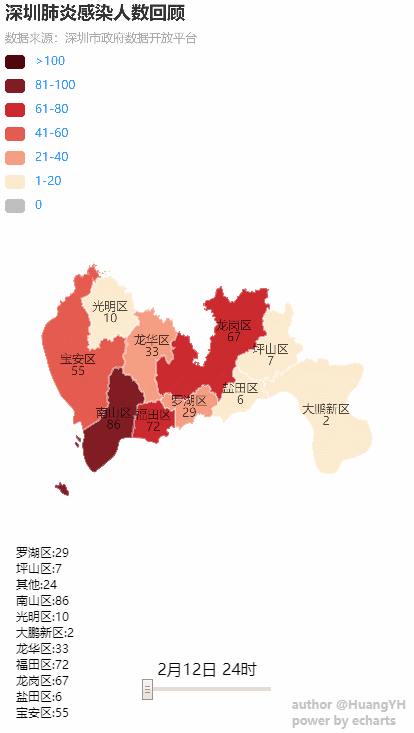 深圳肺炎感染人数回顾
数据来源：深圳市政府数据开放平台
>100
81-100
61-80
41-60
21-40
1-20
0
光明区
10
龙岗区
67
龙华区
33
坪山区
7
宝安区
55
盐田区
6
罗湖区
29
大鹏新区
2
南山区
86
福田区
72
罗湖区:29
坪山区:7
其他:24
南山区:86
光明区:10
大鹏新区:2
龙华区:33
福田区:72
龙岗区:67
盐田区:6
宝安区:55
2月12日 24时
author @HuangYH
power by echarts